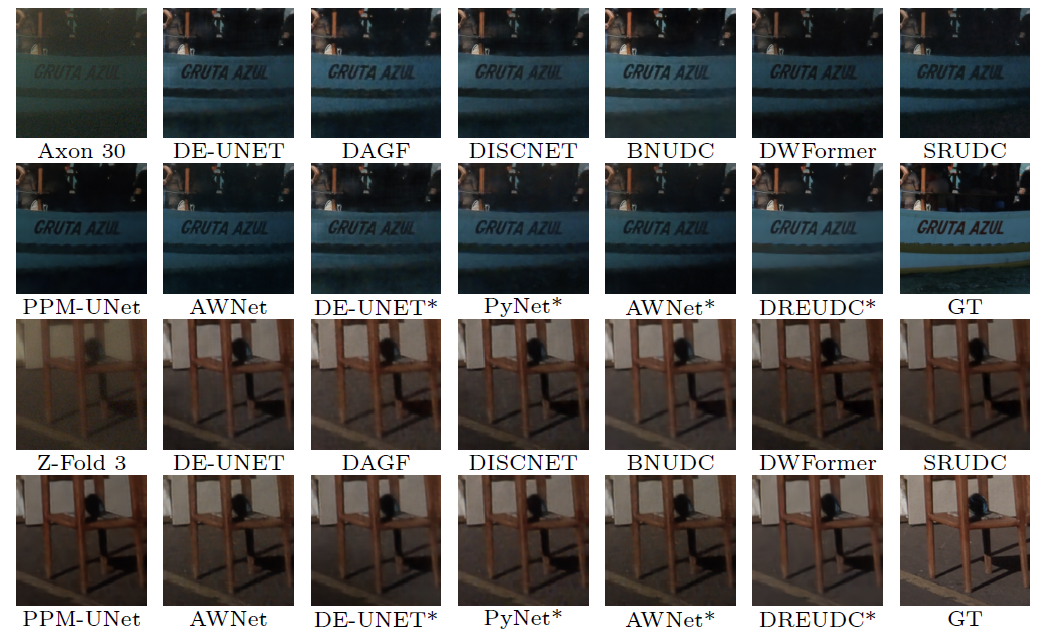 GRUTA AZUL GRUTA AZUL GRUTA AZUL GRUTA AZUL GRUTA AZUL GRUTA AZUL GRUTA AZUL
Axon 30 DE-UNET DAGF DISCNET BNUDC DWFormer SRUDC
GRUTA AZUL GRUTA AZUL GRUTA AZUL GRUTA AZUL GRUTA AZUL GRUTA AZUL GRUTA AZUL
PPM-UNet AWNet DE-UNET* PyNet* AWNet* DREUDC* GT
Z-Fold 3 DE-UNET DAGF DISCNET BNUDC DWFormer SRUDC
PPM-UNet AWNet DE-UNET* PyNet* AWNet* DREUDC* GT